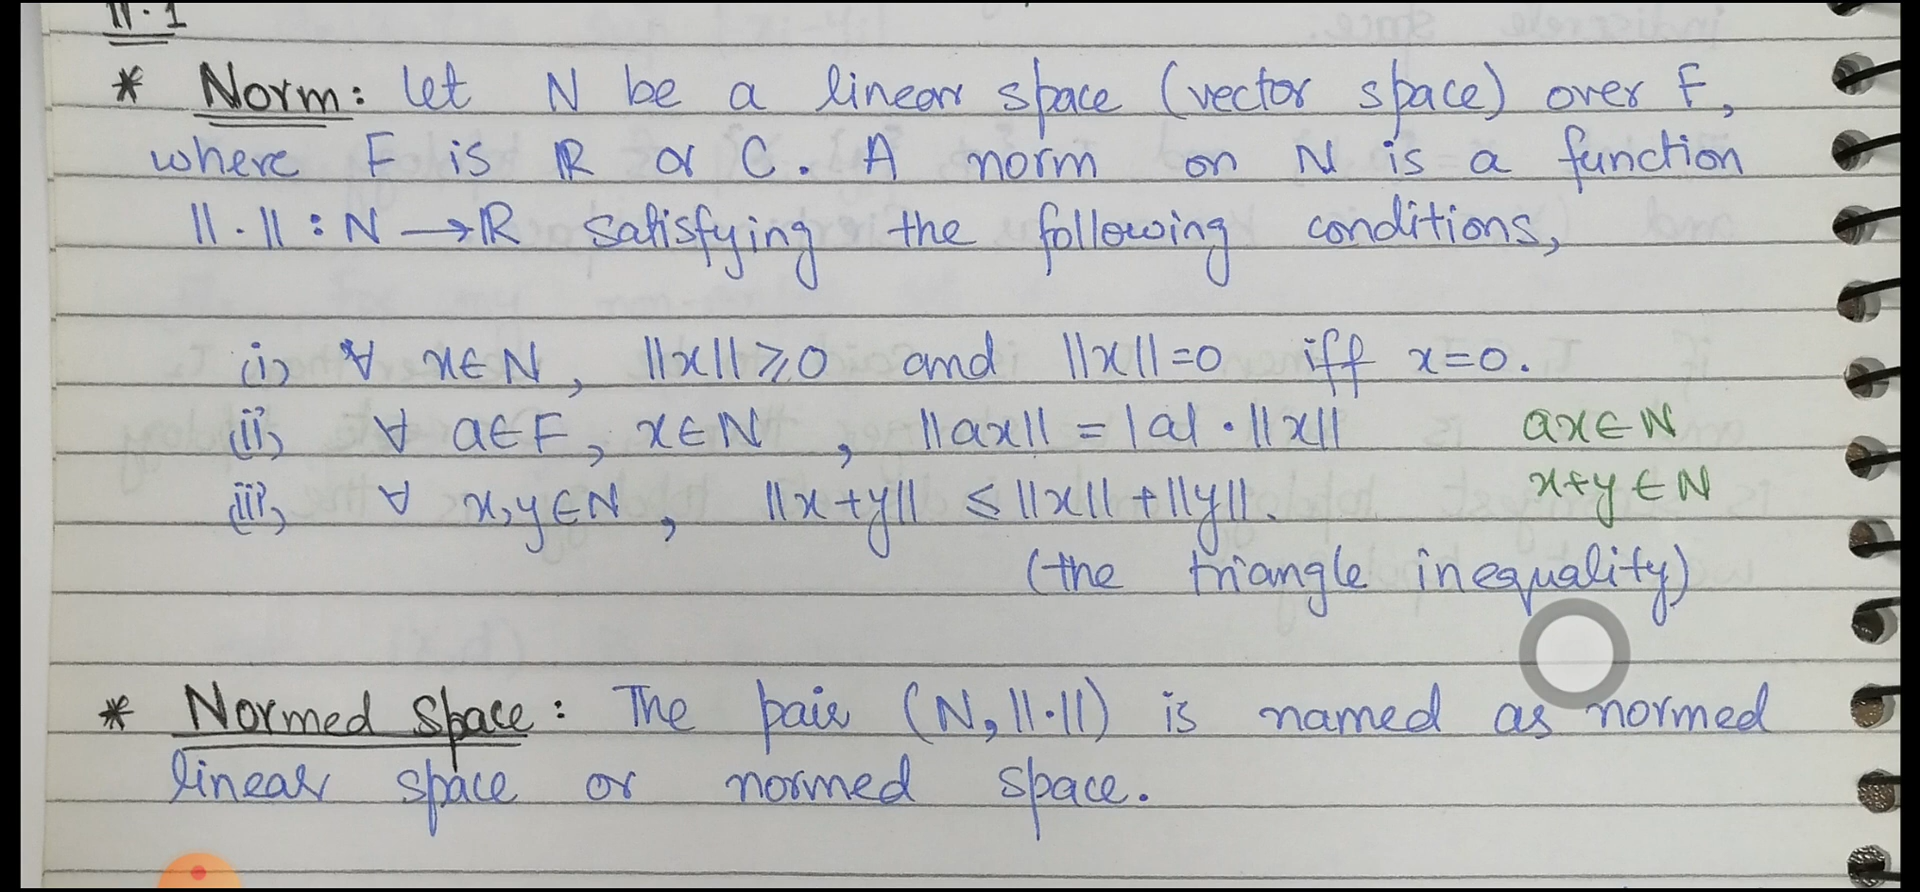 11.1
* Norm: let N be a linear space (vector space) over F,
where F is ℝ or C. A norm on N is a function
||.|| : N → ℝ satisfying the following conditions,
(i) ∀ x∈N, ||x||⩾0 and ||x||=0 iff x=0.
(ii) ∀ a∈F, x∈N, ||ax|| = |a|·||x|| ax∈N
(iii) ∀ x,y∈N, ||x+y|| ≤ ||x||+||y||. x+y∈N
(the triangle inequality)
* Normed Space: The pair (N,||·||) is named as normed
linear space or normed space.